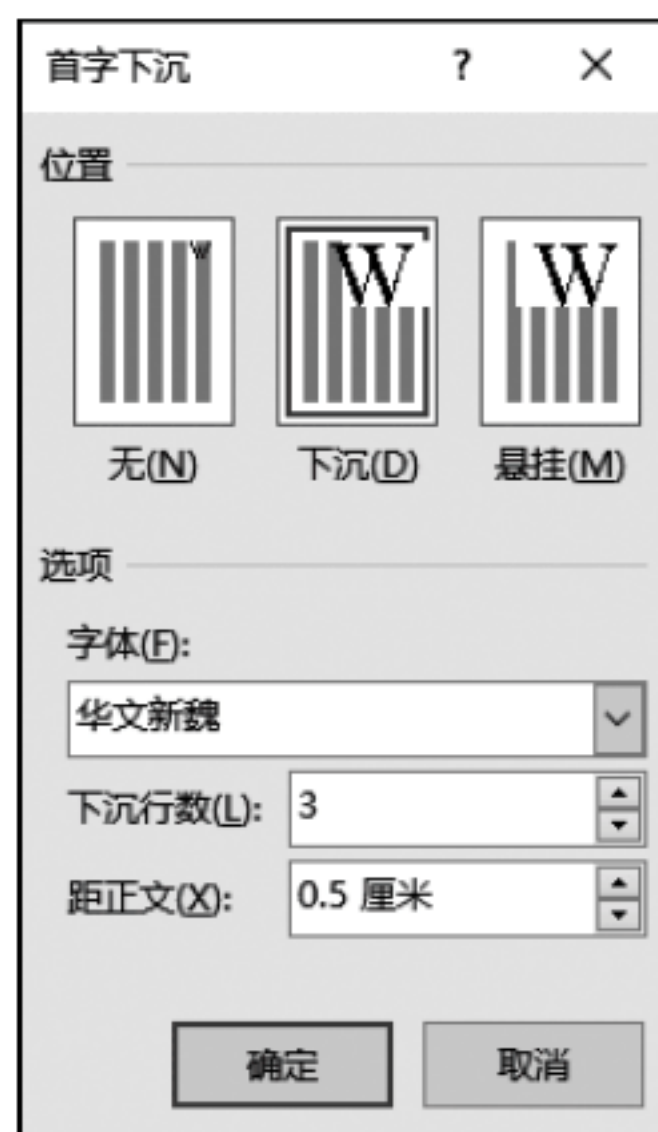 首字下沉 ? ×
位置
W W W
无(N) 下沉(D) 悬挂(M)
选项
字体(F):
华文新魏
下沉行数(L): 3
距正文(X): 0.5 厘米
确定 取消